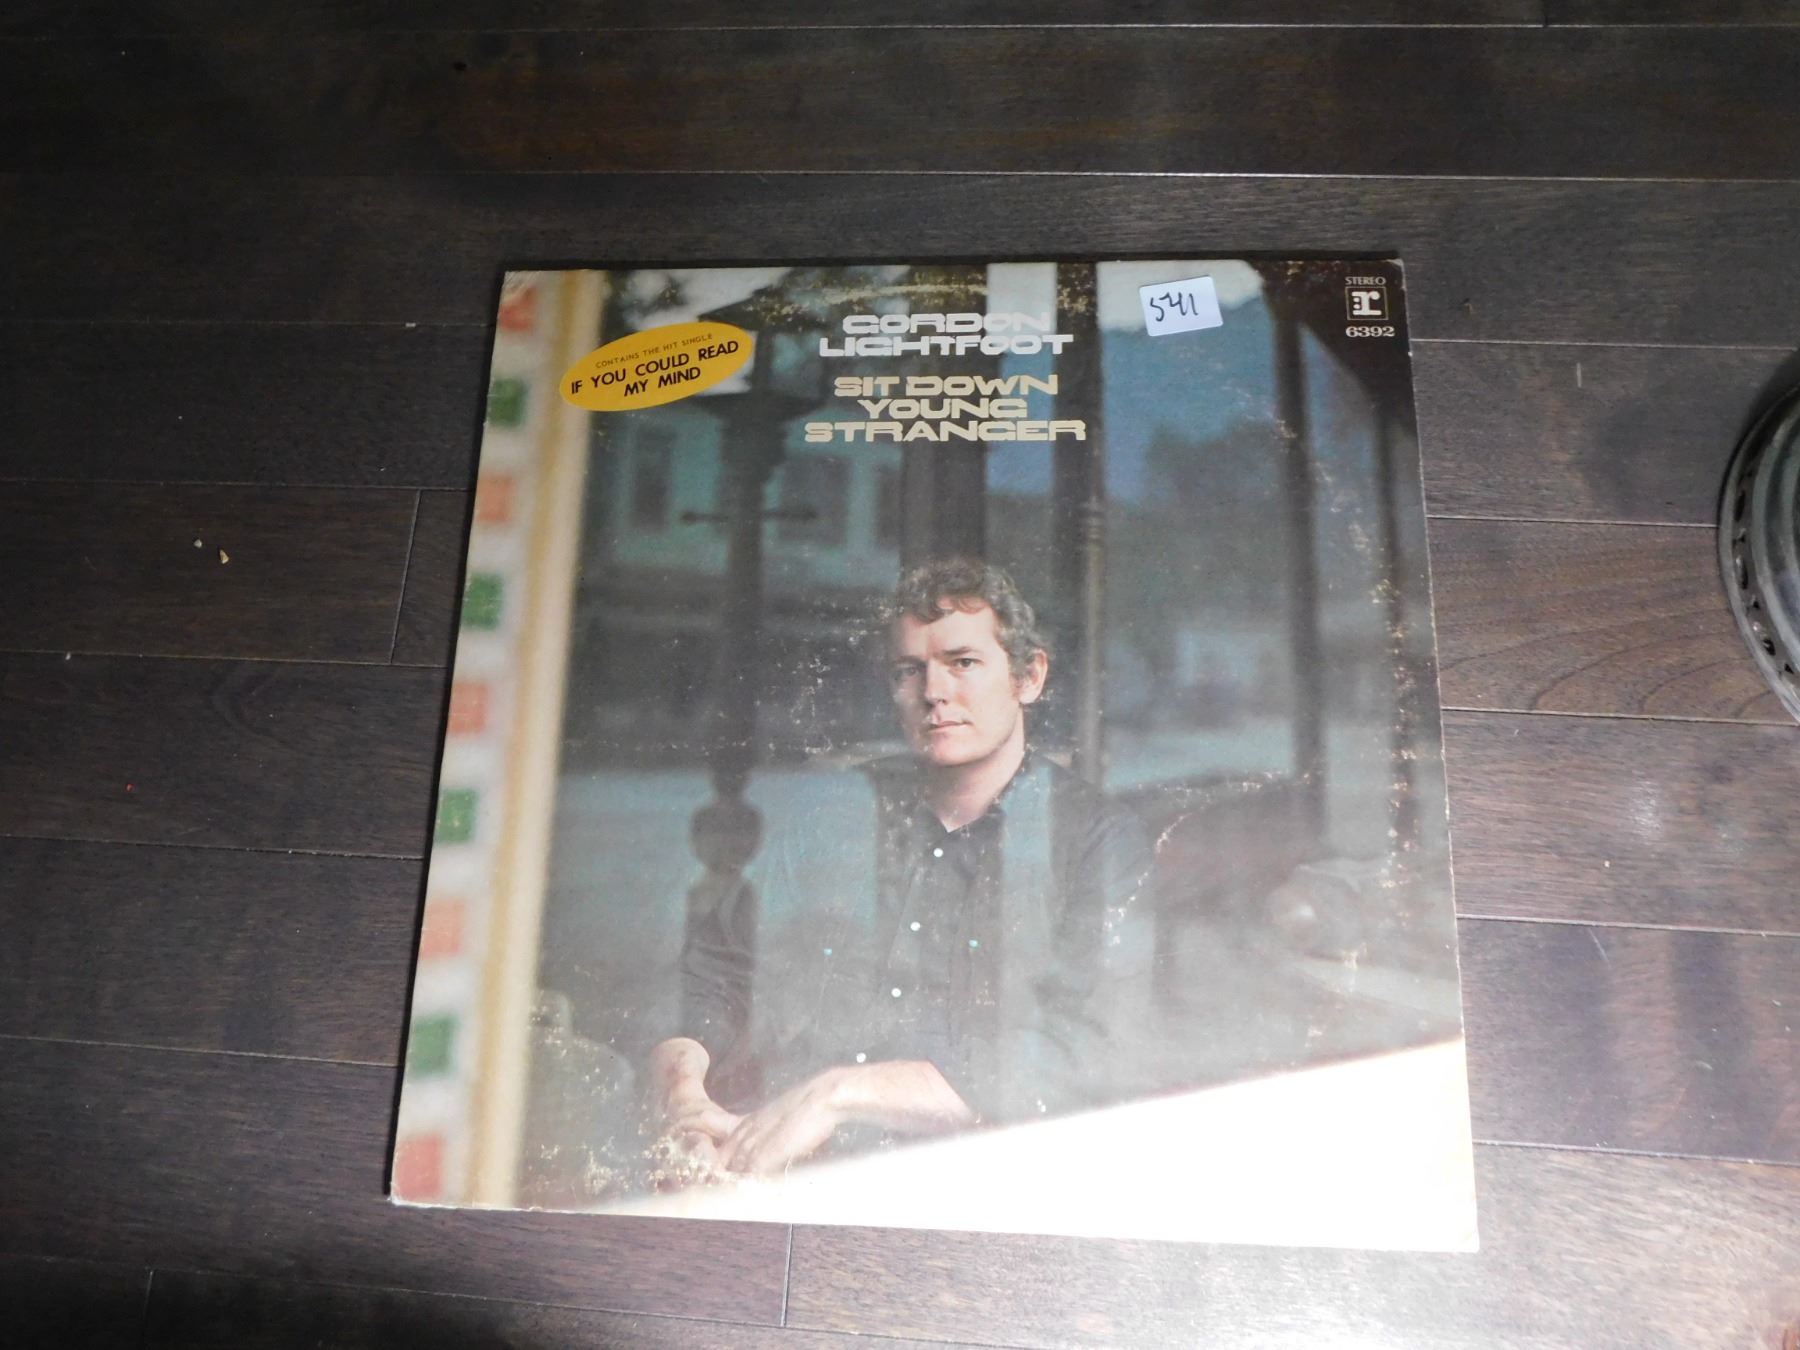 CONTAINS THE HIT SINGLE
IF YOU COULD READ
MY MIND
GORDON
LIGHTFOOT
SIT DOWN
YOUNG
STRANGER
541
STEREO
r
6392